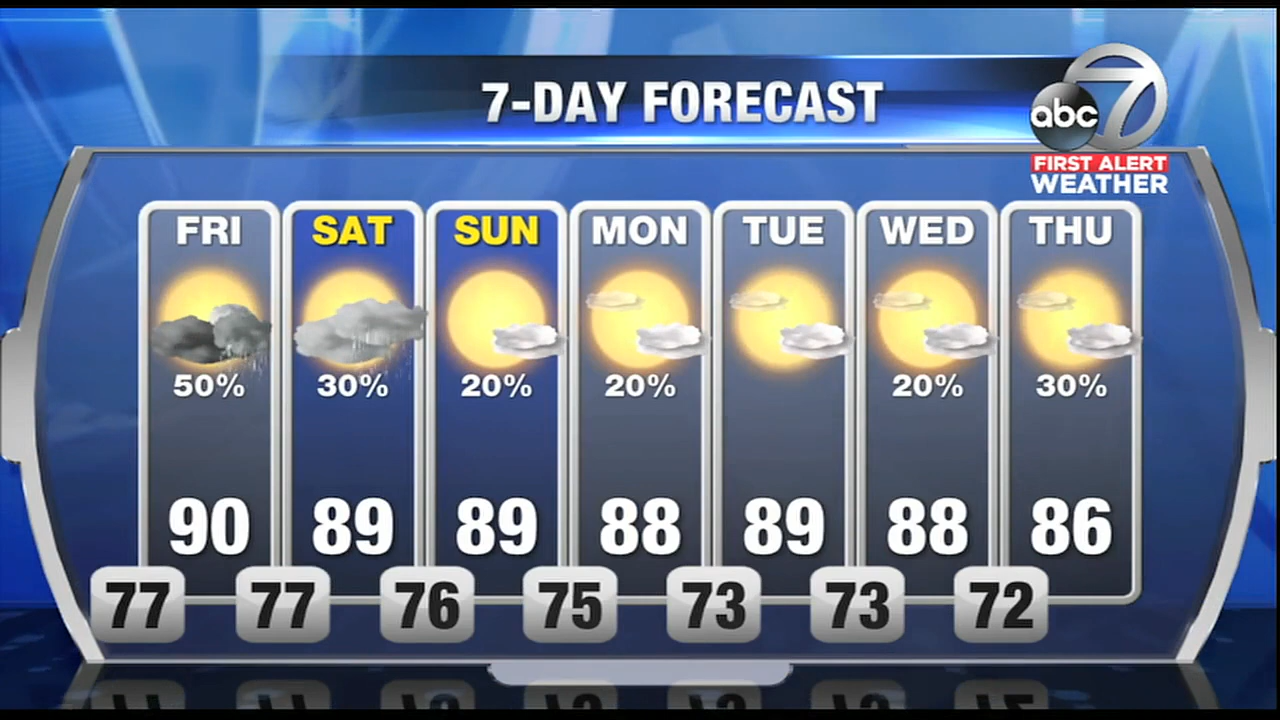 7-DAY FORECAST
abc 7
FIRST ALERT
WEATHER
FRI SAT SUN MON TUE WED THU
50% 30% 20% 20% 20% 30%
90 89 89 88 89 88 86
77 77 76 75 73 73 72